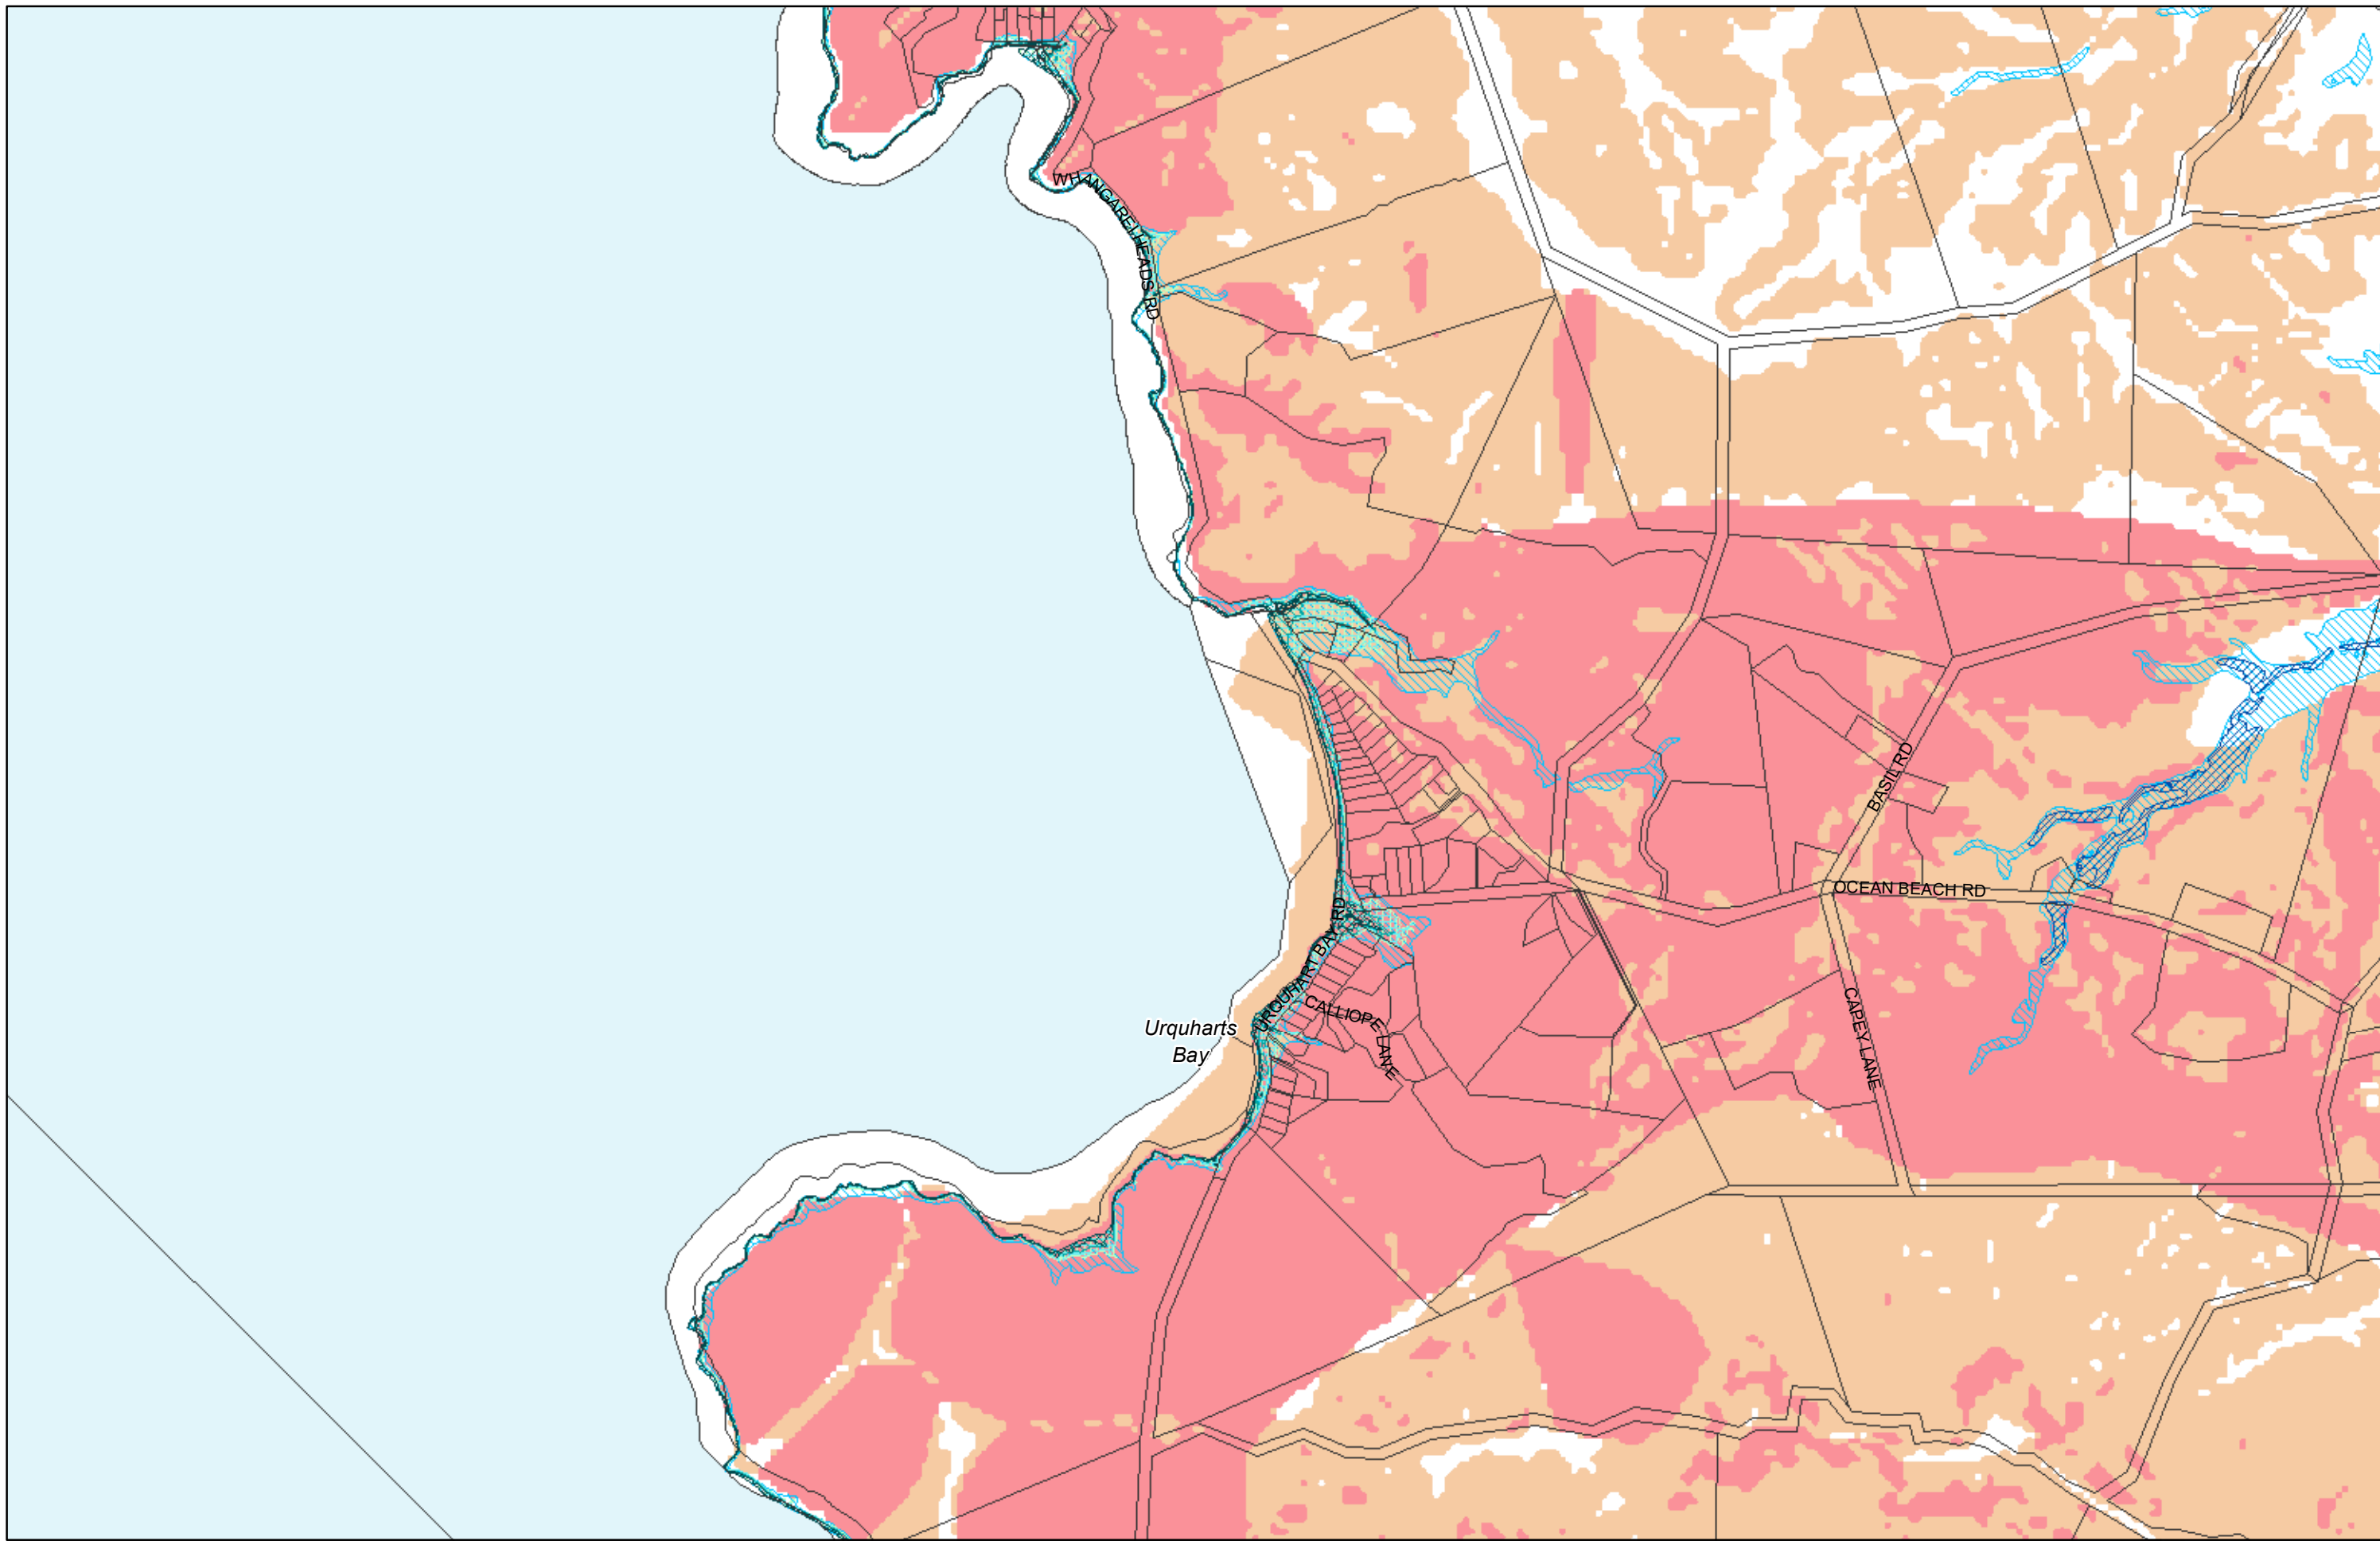 WHANGAREI HEADS RD
BASIL RD
OCEAN BEACH RD
URQUHART BAY RD
CALLIOPE LANE
CAPEY LANE
Urquharts
Bay